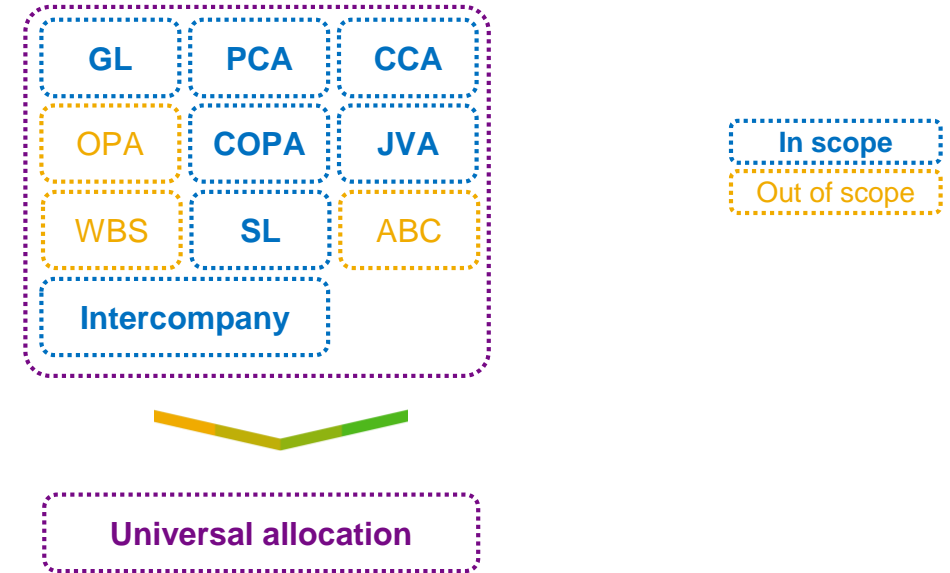 GL PCA CCA
OPA COPA JVA
WBS SL ABC
Intercompany
In scope
Out of scope
Universal allocation